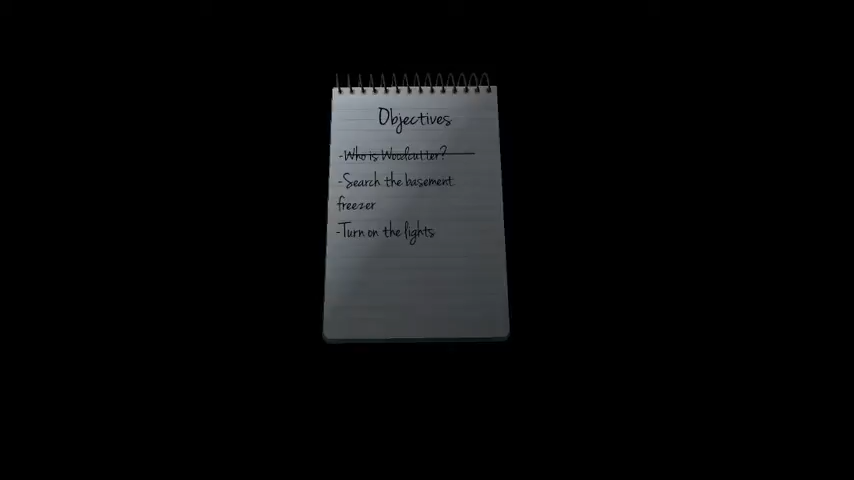 Objectives
-Who is Woodcutter?
-Search the basement
freezer
-Turn on the lights